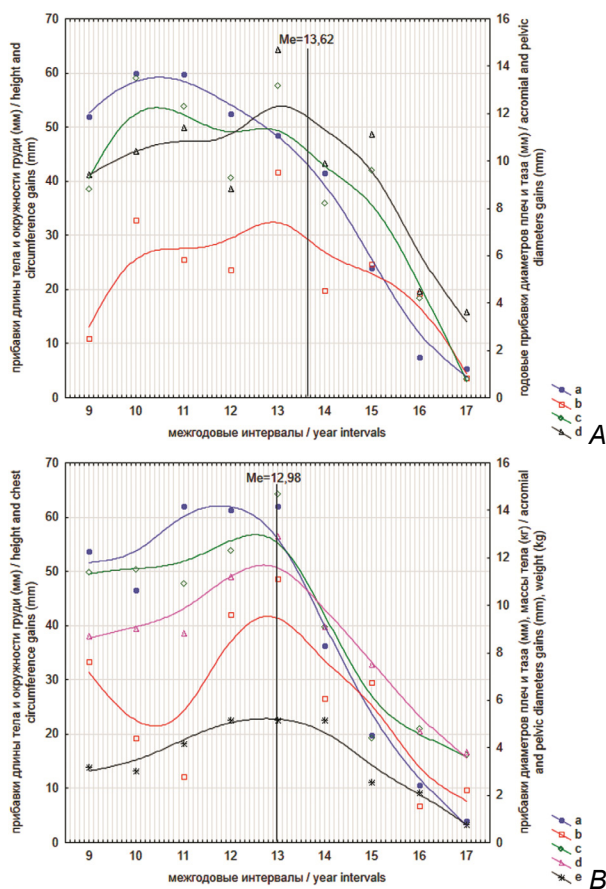 прибавки длины тела и окружности груди (мм) / height and
circumference gains (mm)
70
60
50
40
30
20
10
0
Me=13,62
16
14
12
10
8
6
4
2
0
годовые прибавки диаметров плеч и таза (мм) / acromial and pelvic
diameters gains (mm)
9 10 11 12 13 14 15 16 17
межгодовые интервалы / year intervals
a
b
c
d
A
прибавки длины тела и окружности груди (мм) / height and chest
circumference gains (mm)
70
60
50
40
30
20
10
0
Me=12,98
16
14
12
10
8
6
4
2
0
прибавки диаметров плеч и таза (мм), массы тела (кг) / acromial
and pelvic diameters gains (mm), weight (kg)
9 10 11 12 13 14 15 16 17
межгодовые интервалы / year intervals
a
b
c
d
e
B